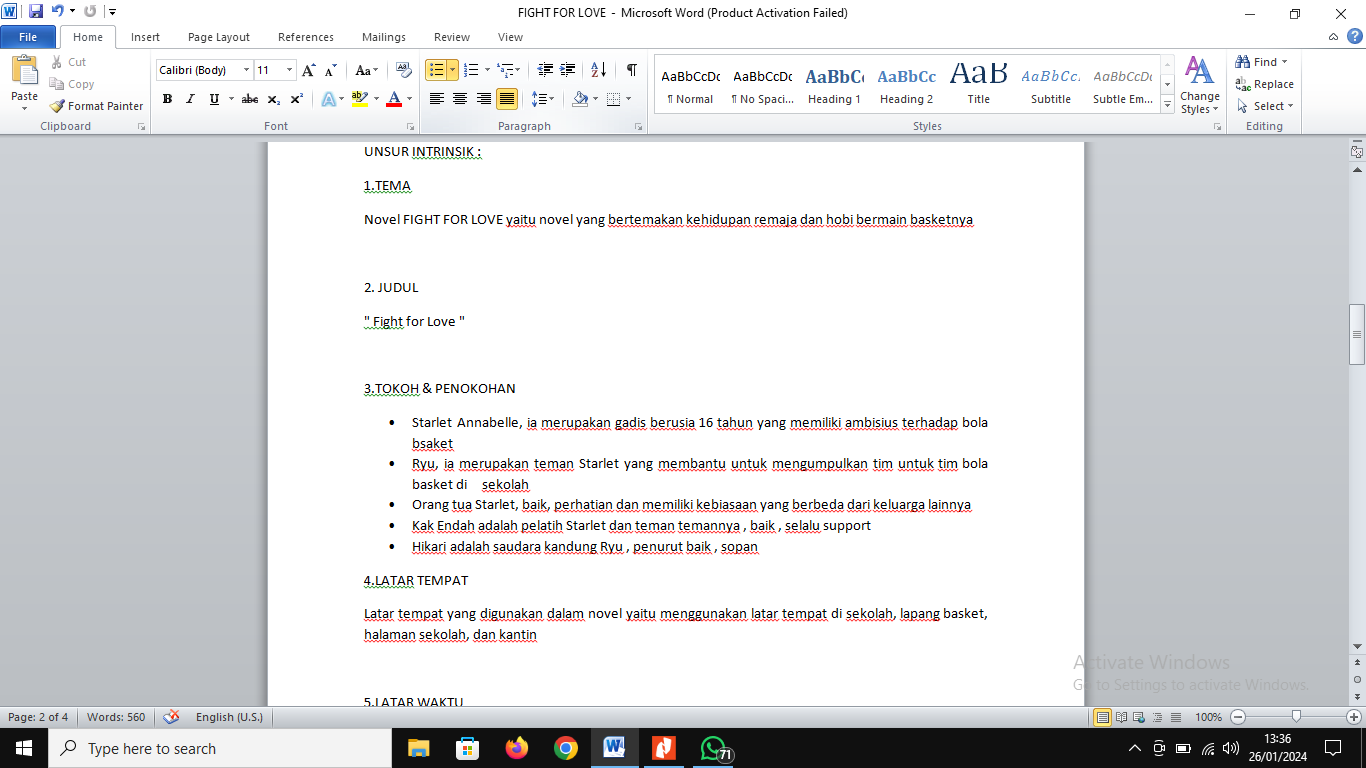 FIGHT FOR LOVE - Microsoft Word (Product Activation Failed)
File Home Insert Page Layout References Mailings Review View
Paste
Cut
Copy
Format Painter
Clipboard
Calibri (Body) 11
Font
Paragraph
AaBbCcDc AaBbCcDc AaBbC AaBbCc AaB AaBbCc. AaBbCcDc
¶ Normal ¶ No Spaci... Heading 1 Heading 2 Title Subtitle Subtle Em...
Change Styles
Styles
Find
Replace
Select
Editing
UNSUR INTRINSIK :
1.TEMA
Novel FIGHT FOR LOVE yaitu novel yang bertemakan kehidupan remaja dan hobi bermain basketnya
2. JUDUL
" Fight for Love "
3.TOKOH & PENOKOHAN
• Starlet Annabelle, ia merupakan gadis berusia 16 tahun yang memiliki ambisius terhadap bola
bsaket
• Ryu, ia merupakan teman Starlet yang membantu untuk mengumpulkan tim untuk tim bola
basket di sekolah
• Orang tua Starlet, baik, perhatian dan memiliki kebiasaan yang berbeda dari keluarga lainnya
• Kak Endah adalah pelatih Starlet dan teman temannya , baik , selalu support
• Hikari adalah saudara kandung Ryu , penurut baik , sopan
4.LATAR TEMPAT
Latar tempat yang digunakan dalam novel yaitu menggunakan latar tempat di sekolah, lapang basket,
halaman sekolah, dan kantin
5.LATAR WAKTU
Activate Windows
Go to Settings to activate Windows.
Page: 2 of 4 Words: 560 English (U.S.) 100%
Type here to search
71
13:36
26/01/2024